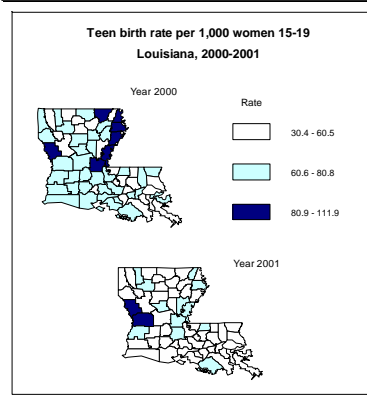 Teen birth rate per 1,000 women 15-19
Louisiana, 2000-2001
Year 2000
Rate
30.4 - 60.5
60.6 - 80.8
80.9 - 111.9
Year 2001